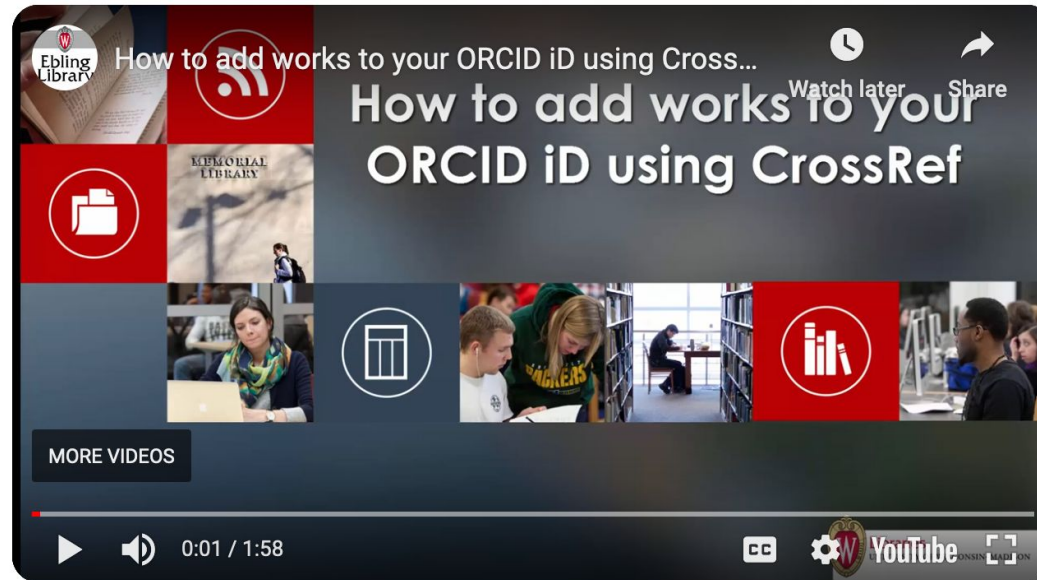 Ebling
Library
How to add works to your ORCID iD using Cross...
Watch later
Share
How to add works to your
ORCID iD using CrossRef
MEMORIAL
LIBRARY
PACKERS
MORE VIDEOS
0:01 / 1:58
CC
YouTube